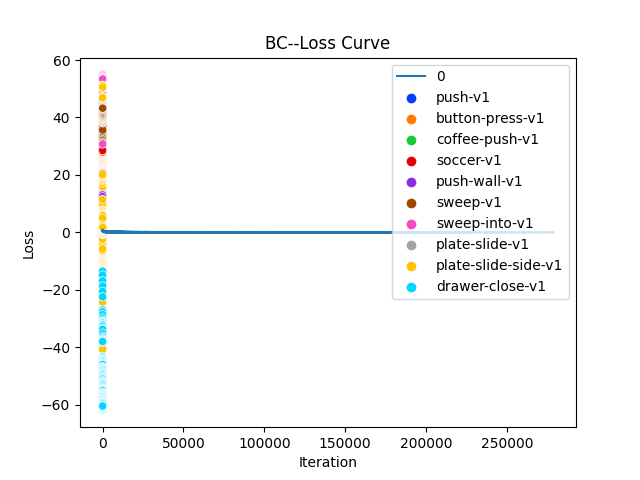 BC--Loss Curve
60
40
20
0
−20
−40
−60
Loss
0
push-v1
button-press-v1
coffee-push-v1
soccer-v1
push-wall-v1
sweep-v1
sweep-into-v1
plate-slide-v1
plate-slide-side-v1
drawer-close-v1
0
50000
100000
150000
200000
250000
Iteration